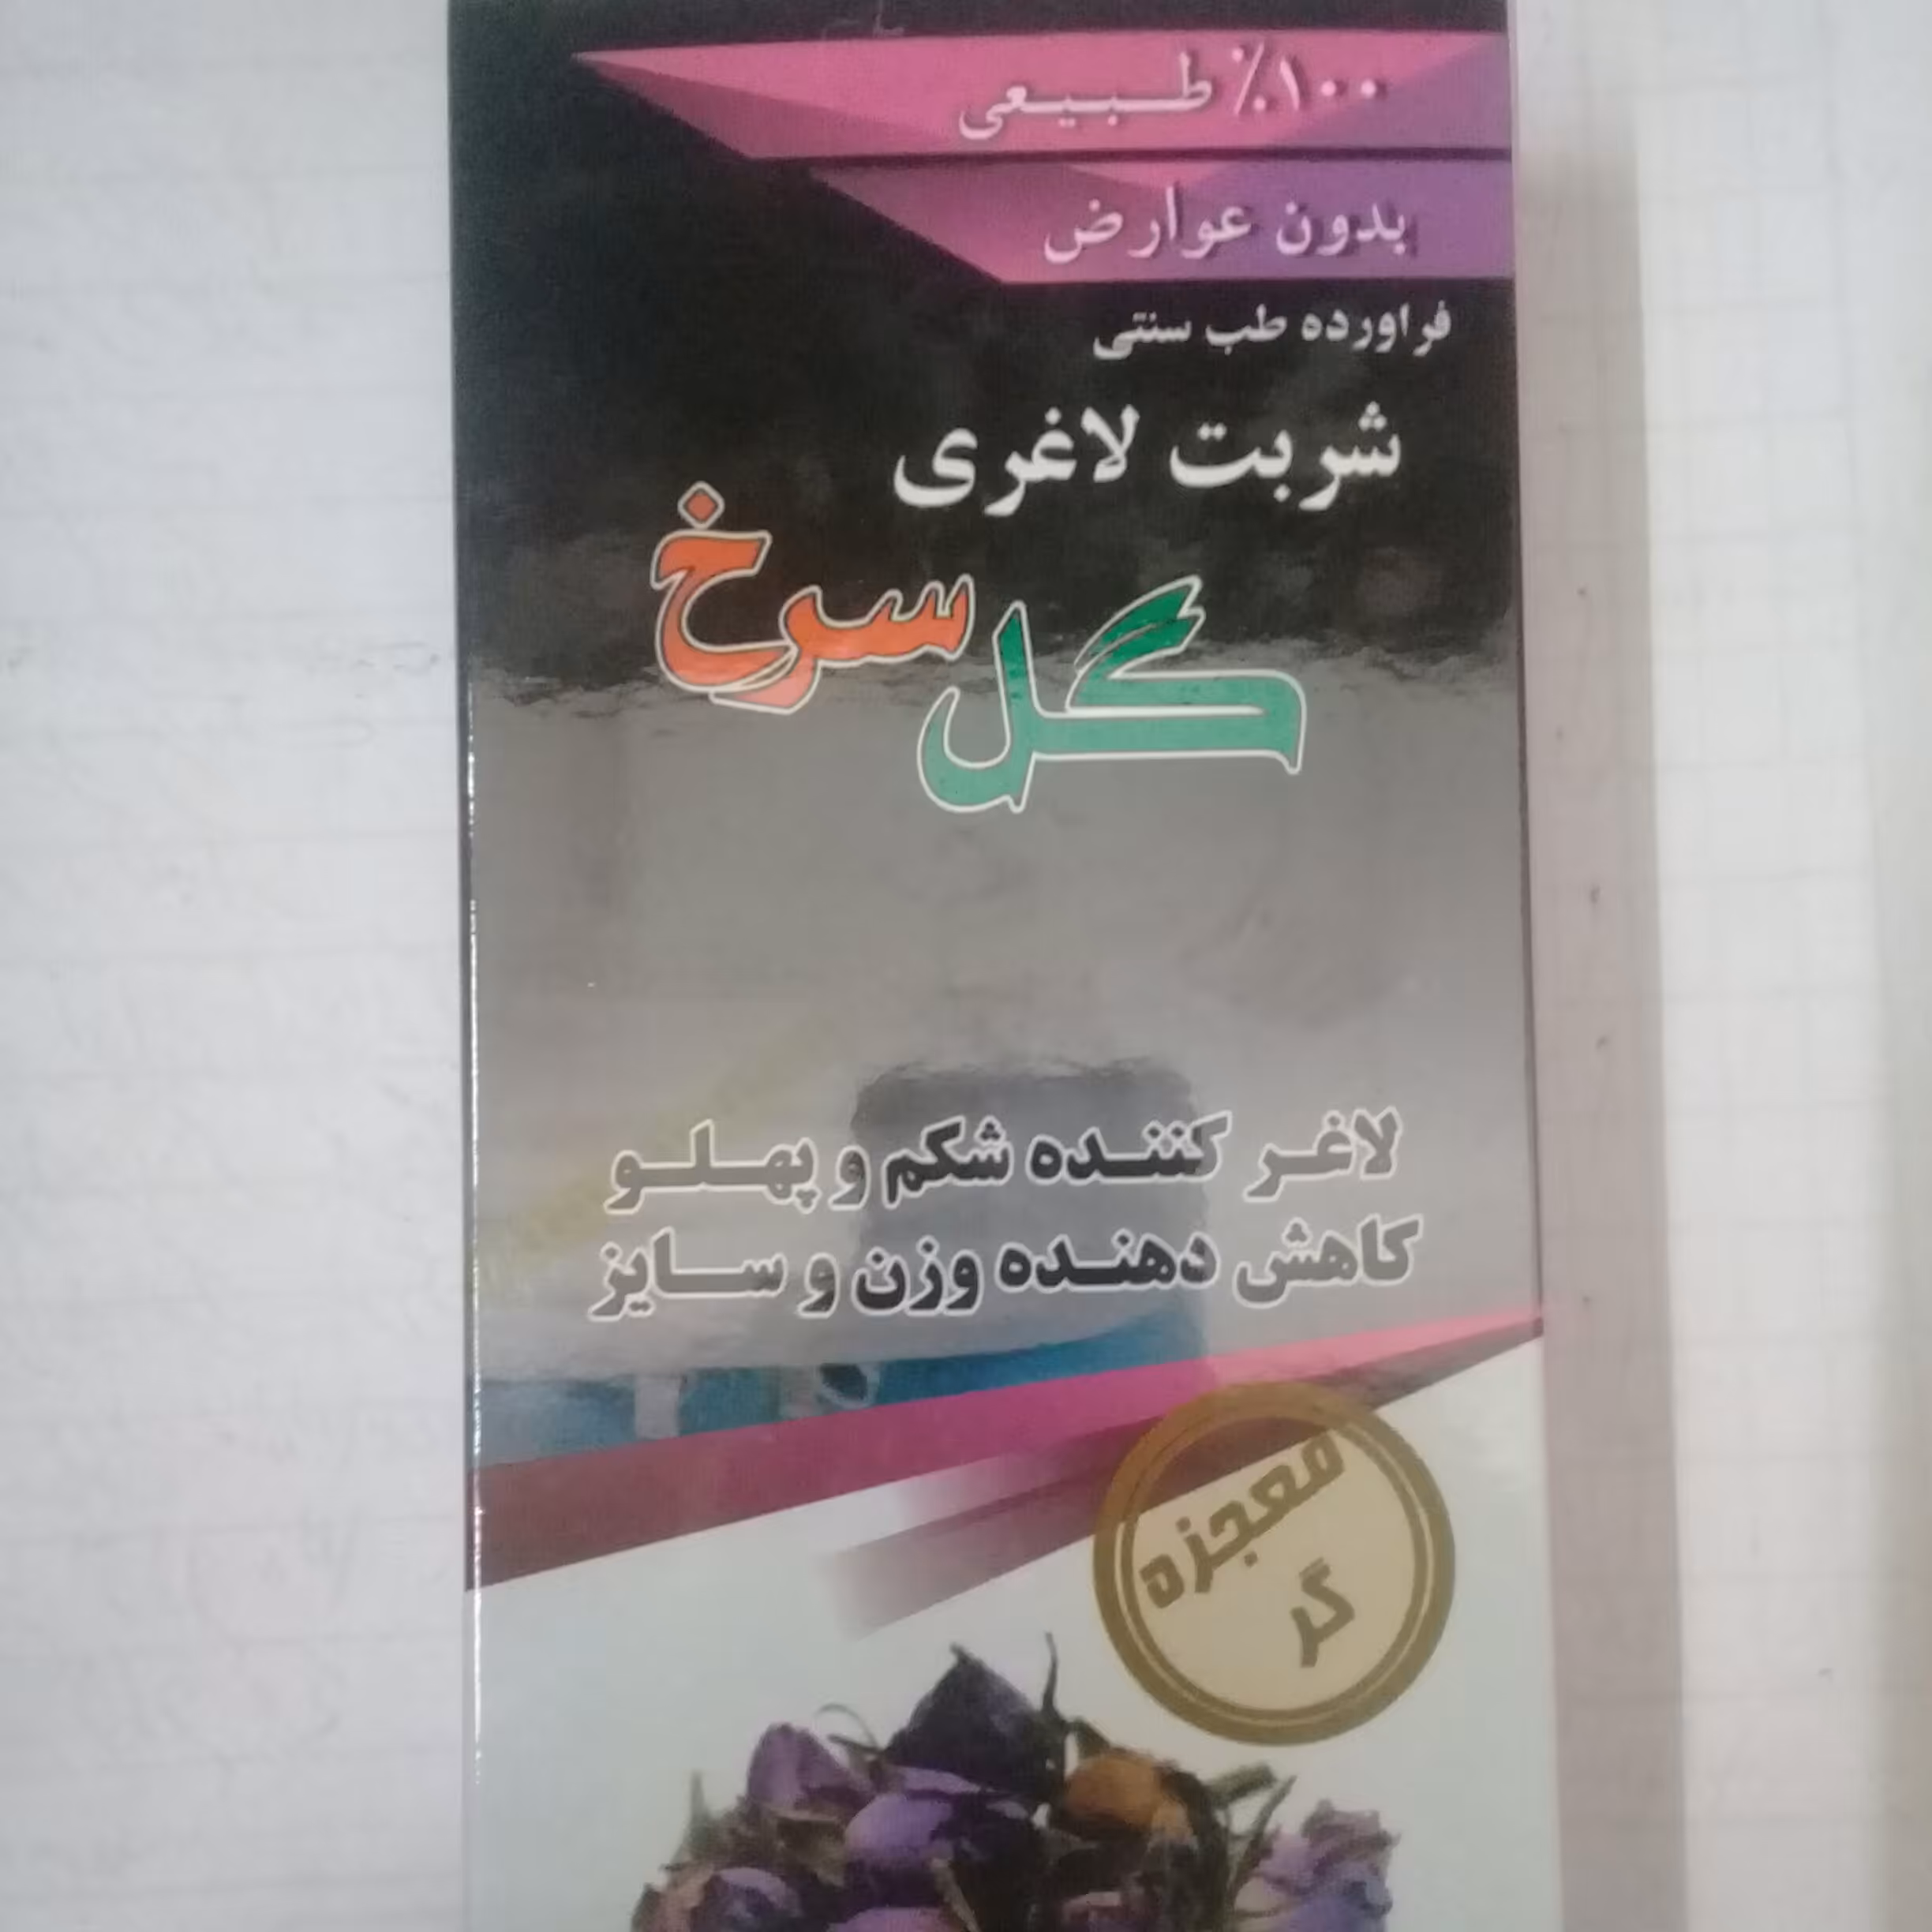 ۱۰۰٪ طبیعی
بدون عوارض
فراورده طب سنتی
شربت لاغری
گل سرخ
لاغر کننده شکم و پهلو
کاهش دهنده وزن و سایز
معجزه
گر